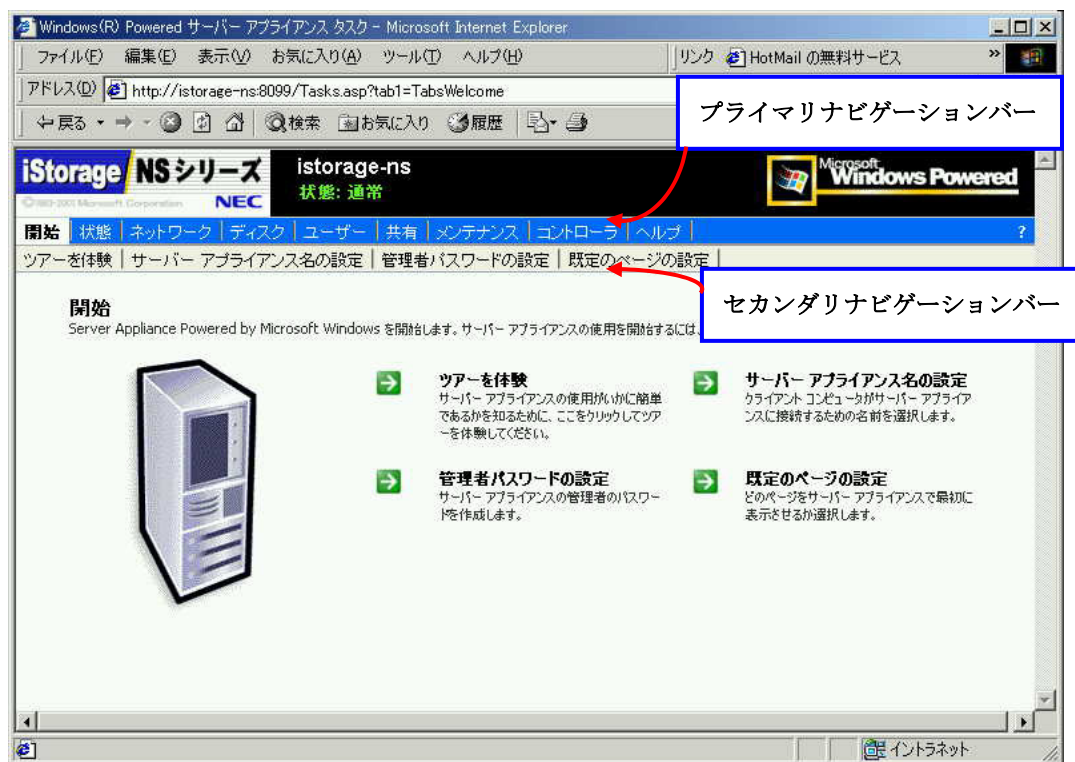 Windows(R) Powered サーバー アプライアンス タスク - Microsoft Internet Explorer
ファイル(F) 編集(E) 表示(V) お気に入り(A) ツール(T) ヘルプ(H) リンク HotMail の無料サービス »
アドレス(D) http://istorage-ns:8099/Tasks.asp?tab1=TabsWelcome
戻る 検索 お気に入り 履歴
プライマリナビゲーションバー
iStorage NSシリーズ
NEC
istorage-ns
状態: 通常
Microsoft
Windows Powered
開始 状態 ネットワーク ディスク ユーザー 共有 メンテナンス コントローラ ヘルプ ?
ツアーを体験 サーバー アプライアンス名の設定 管理者パスワードの設定 既定のページの設定
セカンダリナビゲーションバー
開始
Server Appliance Powered by Microsoft Windows を開始します。サーバー アプライアンスの使用を開始するには、
ツアーを体験
サーバー アプライアンスの使用がいかに簡単
であるかを知るために、ここをクリックしてツア
ーを体験してください。
サーバー アプライアンス名の設定
クライアント コンピュータがサーバー アプライア
ンスに接続するための名前を選択します。
管理者パスワードの設定
サーバー アプライアンスの管理者のパスワー
ドを作成します。
既定のページの設定
どのページをサーバー アプライアンスで最初に
表示させるか選択します。
イントラネット